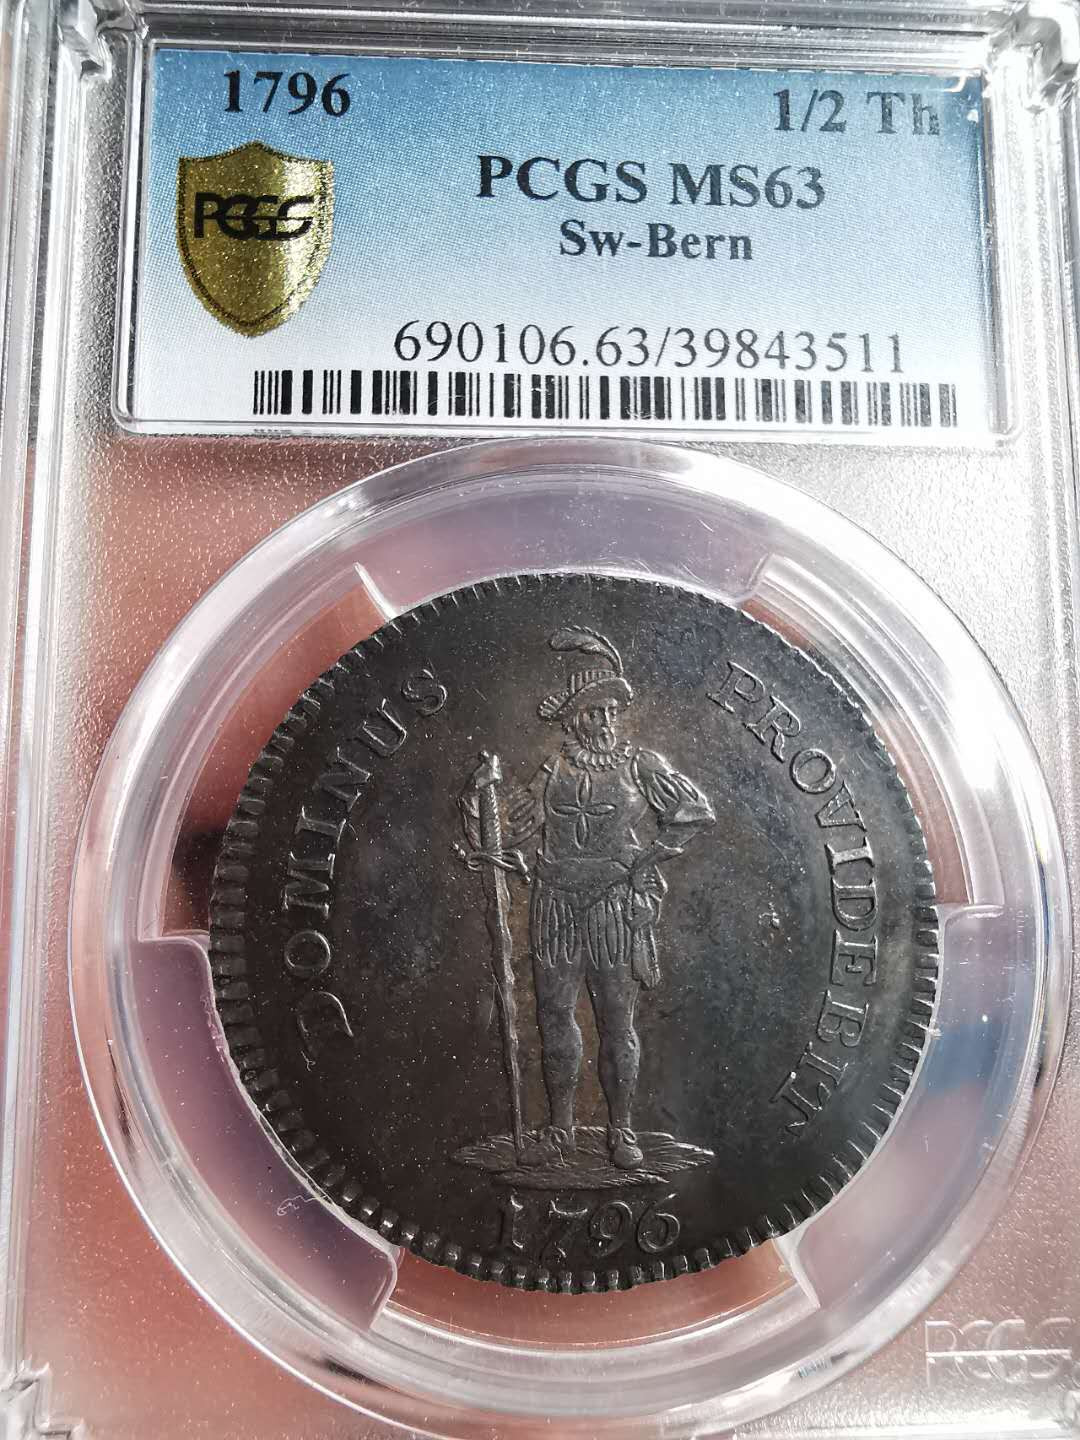 1796
1/2 Th
PCGS
PCGS MS63
Sw-Bern
690106.63/39843511
DOMINUS
PROVIDEBIT
1796
PCGS